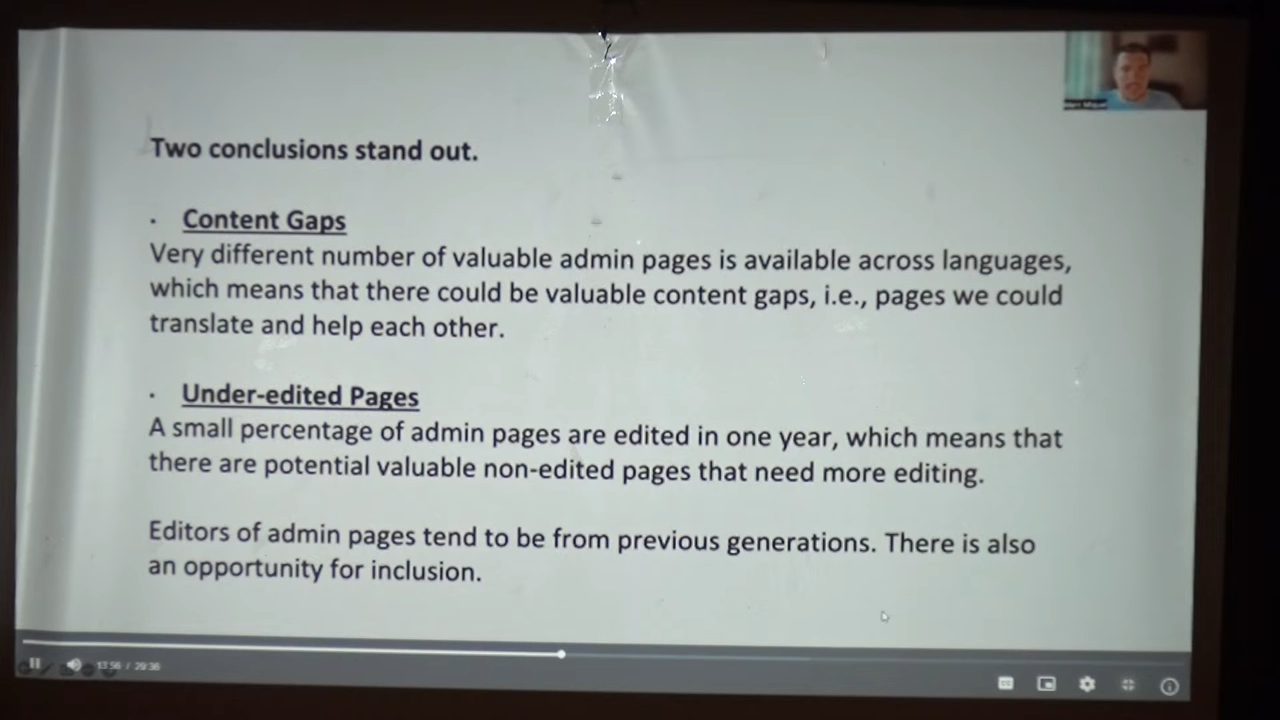 Two conclusions stand out.
· Content Gaps
Very different number of valuable admin pages is available across languages,
which means that there could be valuable content gaps, i.e., pages we could
translate and help each other.
· Under-edited Pages
A small percentage of admin pages are edited in one year, which means that
there are potential valuable non-edited pages that need more editing.
Editors of admin pages tend to be from previous generations. There is also
an opportunity for inclusion.
13:56 / 29:36